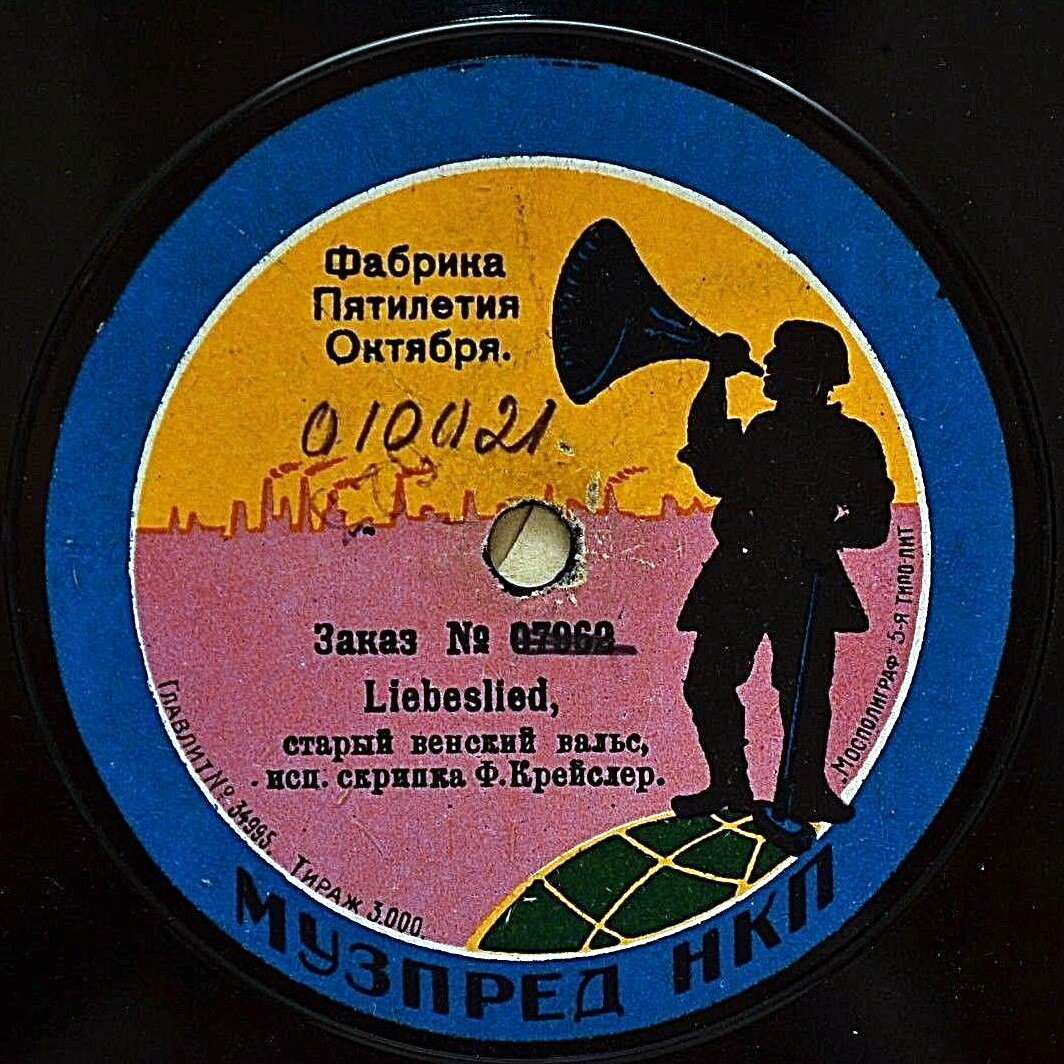 Фабрика
Пятилетия
Октября.
010021
Заказ № 07962
Liebeslied,
старый венский вальс,
исп. скрипка Ф. Крейслер.
Главлит № 34995. Тираж 3.000.
„Мосполиграф" 5-я типо-лит
МУЗПРЕД НКП